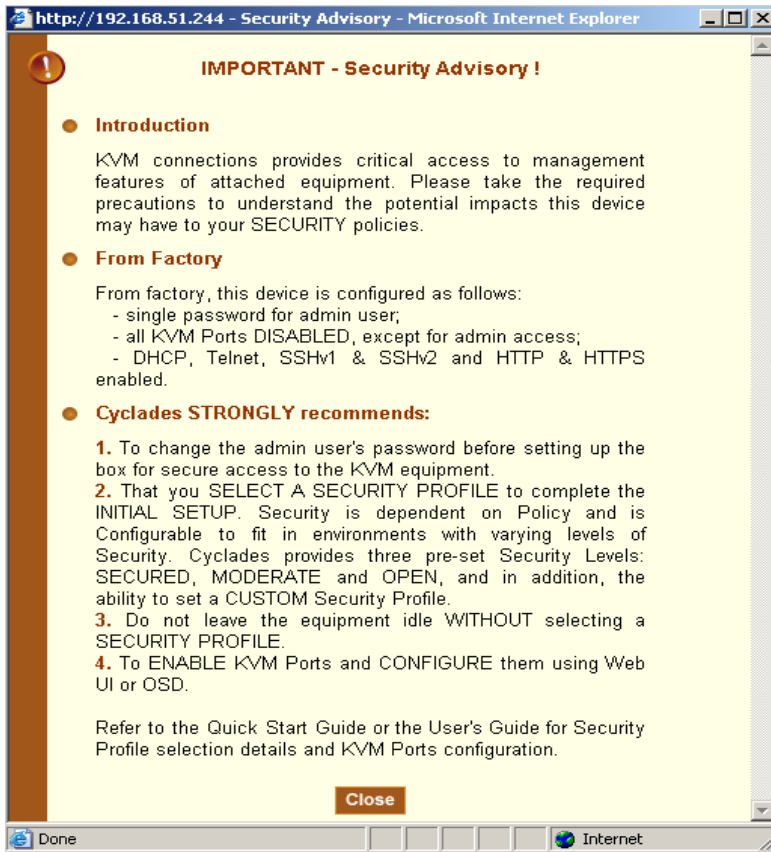 http://192.168.51.244 - Security Advisory - Microsoft Internet Explorer
IMPORTANT - Security Advisory !
Introduction
KVM connections provides critical access to management
features of attached equipment. Please take the required
precautions to understand the potential impacts this device
may have to your SECURITY policies.
From Factory
From factory, this device is configured as follows:
- single password for admin user;
- all KVM Ports DISABLED, except for admin access;
- DHCP, Telnet, SSHv1 & SSHv2 and HTTP & HTTPS
enabled.
Cyclades STRONGLY recommends:
1. To change the admin user's password before setting up the
box for secure access to the KVM equipment.
2. That you SELECT A SECURITY PROFILE to complete the
INITIAL SETUP. Security is dependent on Policy and is
Configurable to fit in environments with varying levels of
Security. Cyclades provides three pre-set Security Levels:
SECURED, MODERATE and OPEN, and in addition, the
ability to set a CUSTOM Security Profile.
3. Do not leave the equipment idle WITHOUT selecting a
SECURITY PROFILE.
4. To ENABLE KVM Ports and CONFIGURE them using Web
UI or OSD.
Refer to the Quick Start Guide or the User's Guide for Security
Profile selection details and KVM Ports configuration.
Close
Done
Internet